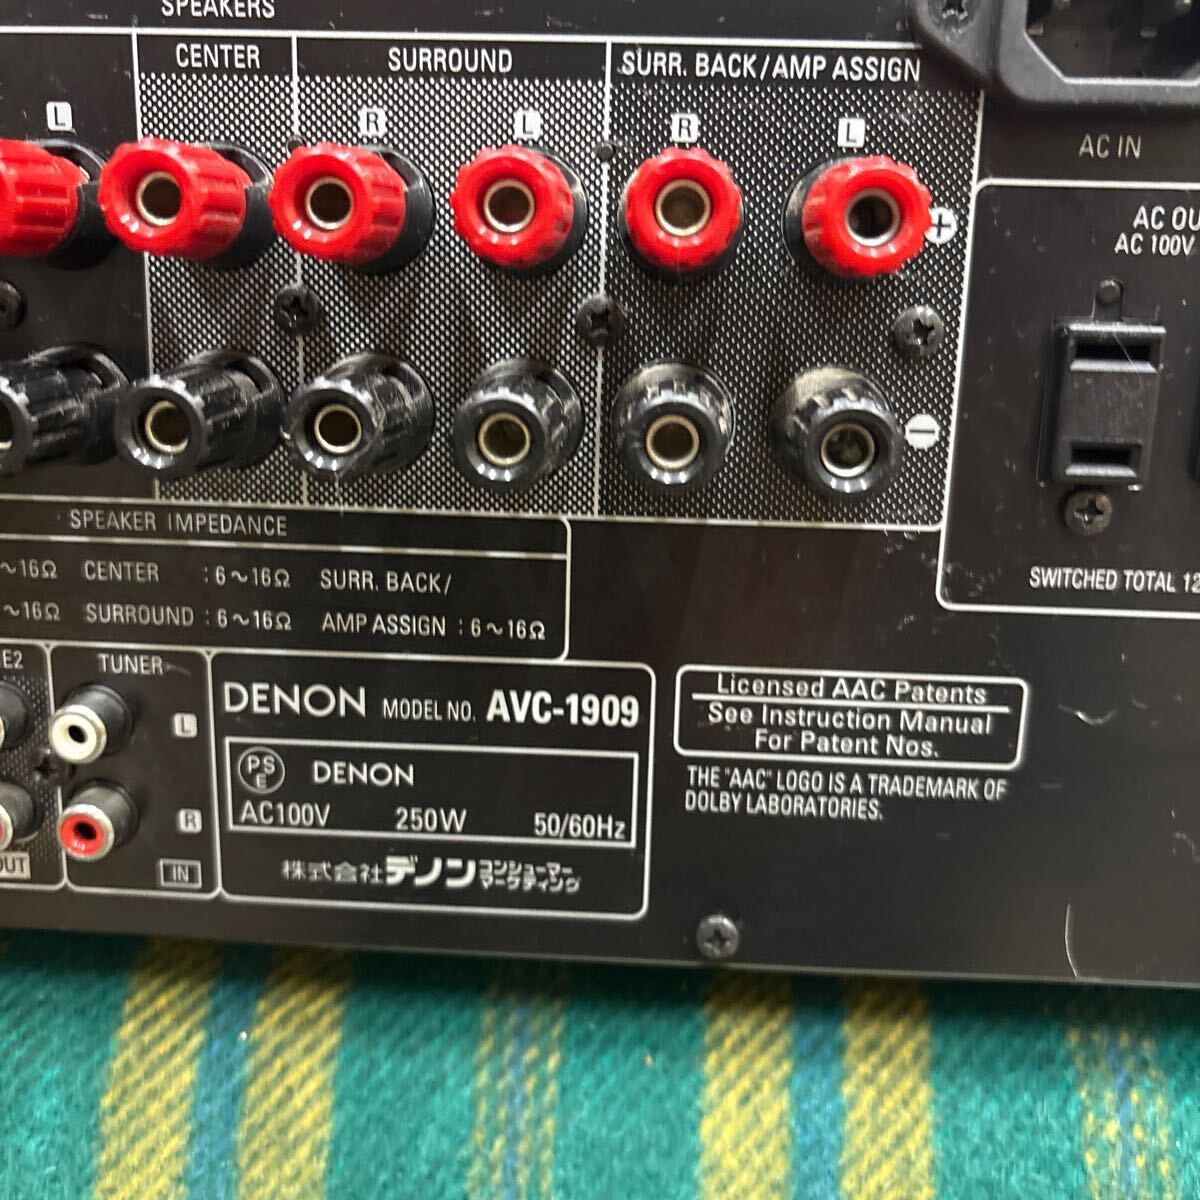 SPEAKERS
CENTER
SURROUND
SURR. BACK/AMP ASSIGN
L
R
L
R
L
+
−
AC IN
AC OU
AC 100V
SWITCHED TOTAL 12
SPEAKER IMPEDANCE
~16Ω CENTER : 6~16Ω SURR. BACK/
~16Ω SURROUND : 6~16Ω AMP ASSIGN : 6~16Ω
E2
TUNER
L
R
IN
OUT
DENON MODEL NO. AVC-1909
PSE DENON
AC100V 250W 50/60Hz
株式会社デノン コンシューマー
マーケティング
Licensed AAC Patents
See Instruction Manual
For Patent Nos.
THE "AAC" LOGO IS A TRADEMARK OF
DOLBY LABORATORIES.